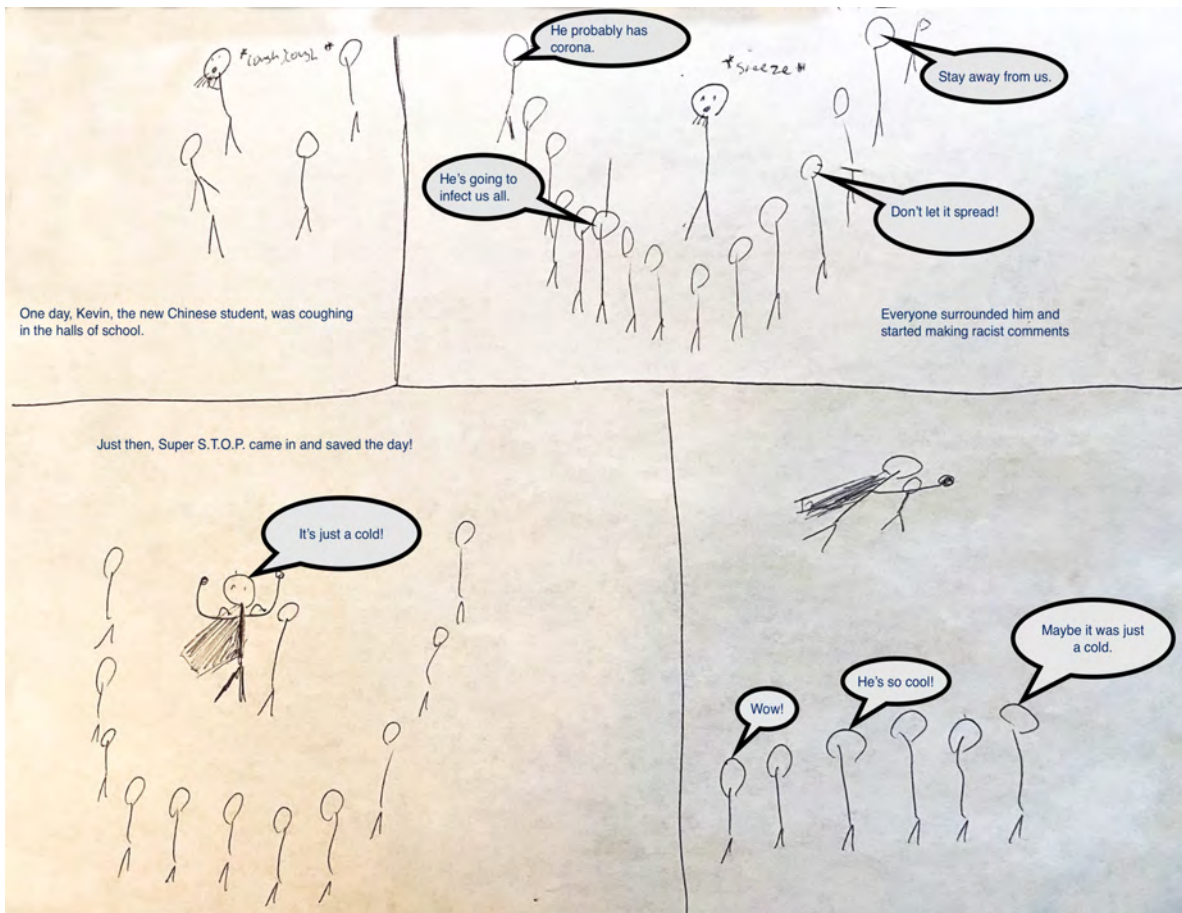 *cough cough*
One day, Kevin, the new Chinese student, was coughing
in the halls of school.
He probably has
corona.
*sneeze*
Stay away from us.
He's going to
infect us all.
Don't let it spread!
Everyone surrounded him and
started making racist comments
Just then, Super S.T.O.P. came in and saved the day!
It's just a cold!
Maybe it was just
a cold.
He's so cool!
Wow!